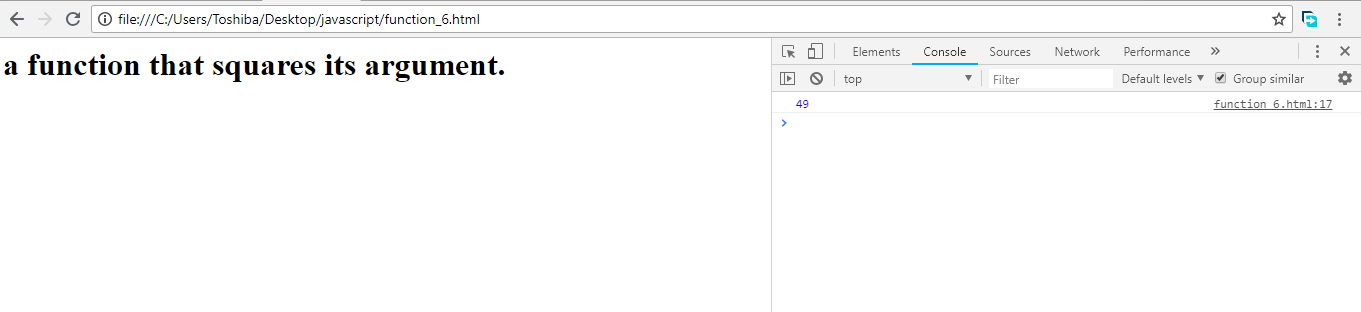 file:///C:/Users/Toshiba/Desktop/javascript/function_6.html
a function that squares its argument.
Elements Console Sources Network Performance »
top Filter Default levels Group similar
49 function_6.html:17